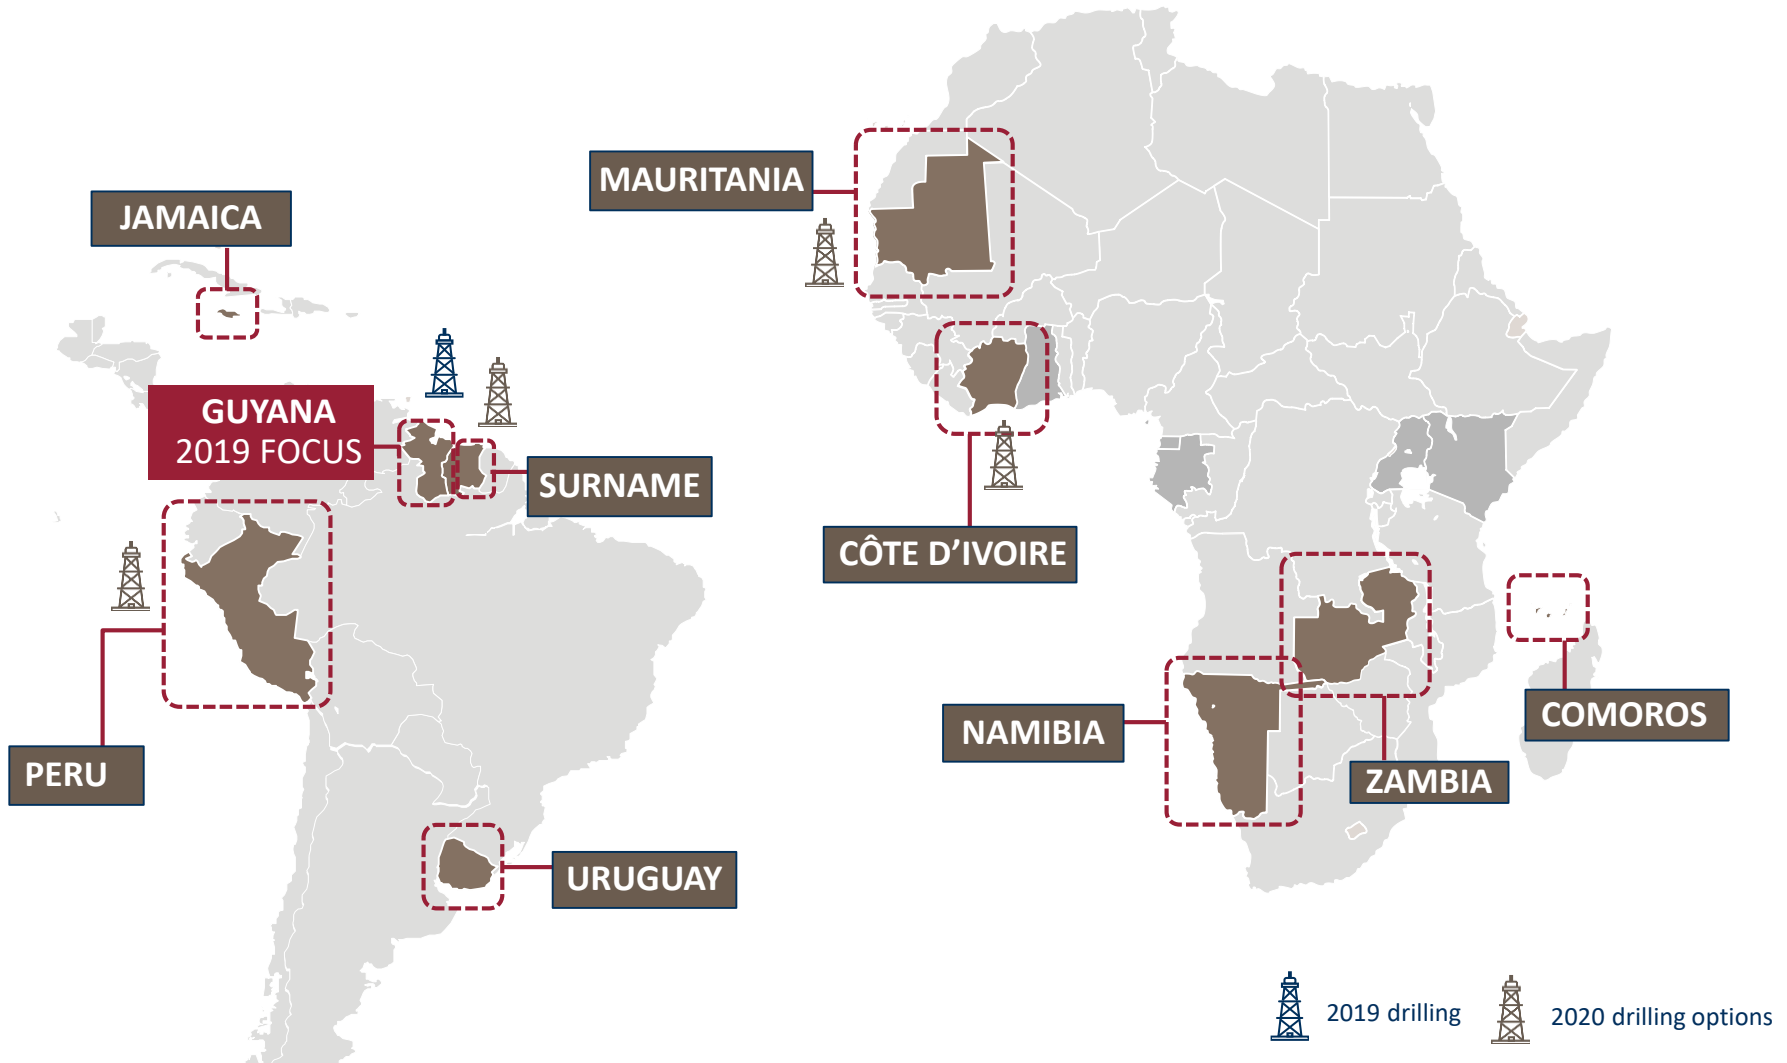 MAURITANIA
JAMAICA
GUYANA
2019 FOCUS
SURNAME
CÔTE D’IVOIRE
PERU
NAMIBIA
COMOROS
ZAMBIA
URUGUAY
2019 drilling
2020 drilling options